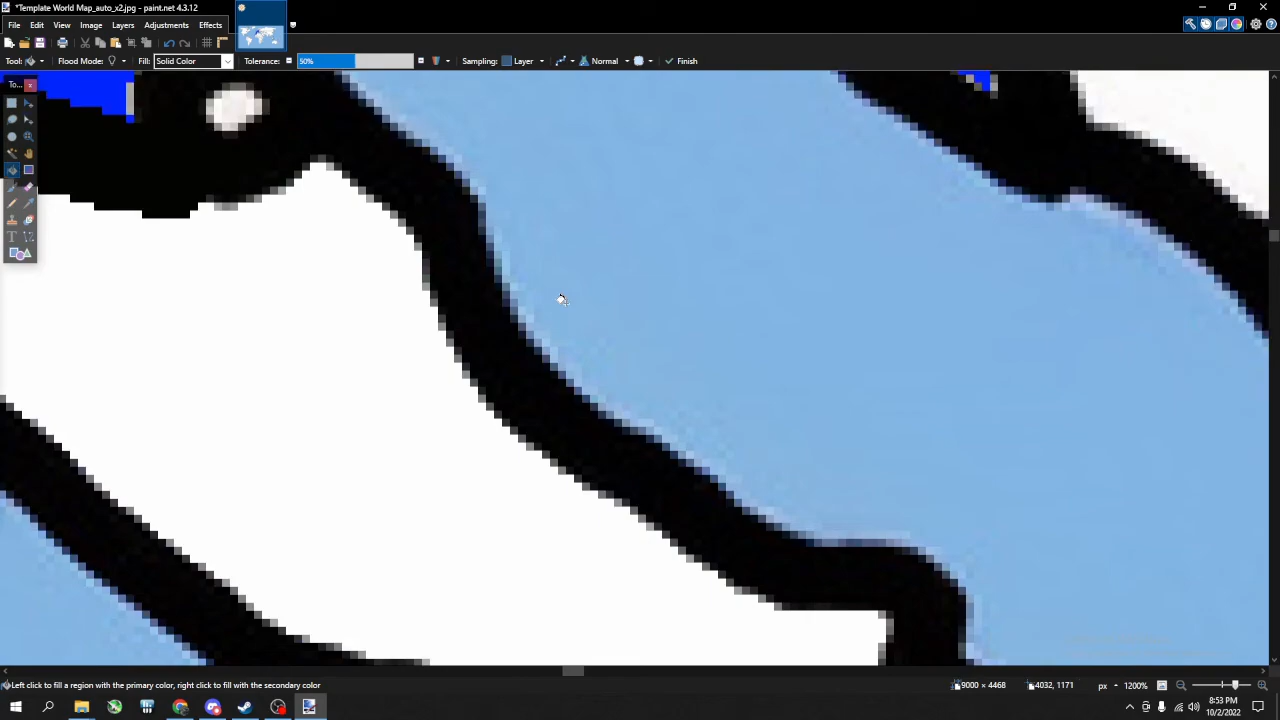 *Template World Map_auto_x2.jpg - paint.net 4.3.12
File Edit View Image Layers Adjustments Effects
Tool: Flood Mode: Fill: Solid Color Tolerance: 50% Sampling: Layer Normal Finish
To...
Left click to fill a region with the primary color, right click to fill with the secondary color
9000 × 4468 4032, 1171 px 1200%
8:53 PM
10/2/2022